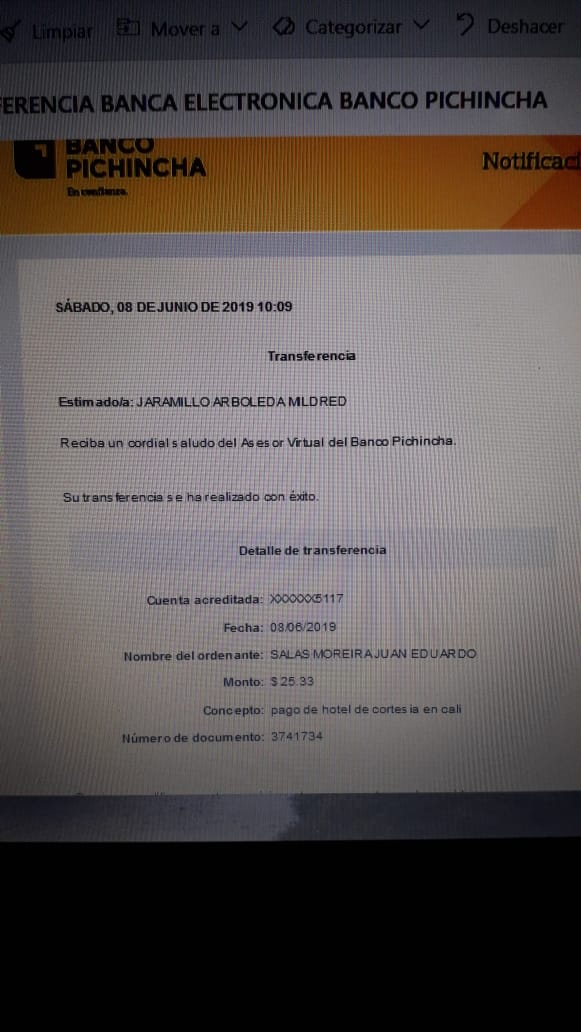 Limpiar Mover a Categorizar Deshacer
FERENCIA BANCA ELECTRONICA BANCO PICHINCHA
BANCO
PICHINCHA
En confianza.
Notificaci
SÁBADO, 08 DE JUNIO DE 2019 10:09
Transferencia
Estimado/a: JARAMILLO ARBOLEDA MILDRED
Reciba un cordial saludo del Asesor Virtual del Banco Pichincha.
Su transferencia se ha realizado con éxito.
Detalle de transferencia
Cuenta acreditada: XXXXXX5117
Fecha: 08/06/2019
Nombre del ordenante: SALAS MOREIRA JUAN EDUARDO
Monto: $ 25.33
Concepto: pago de hotel de cortesia en cali
Número de documento: 3741734